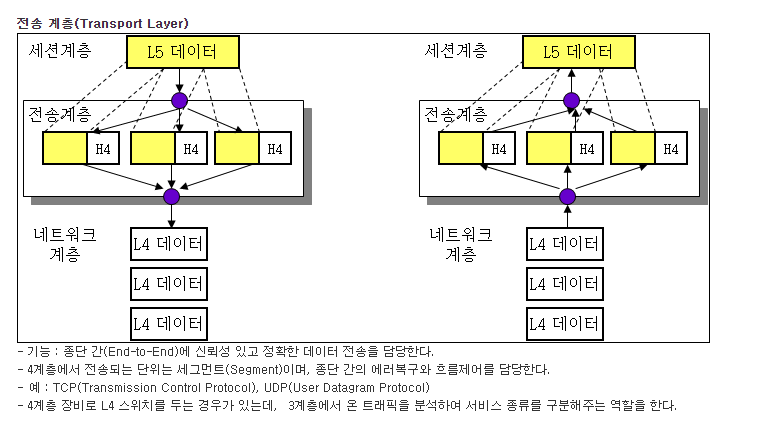 전송 계층(Transport Layer)
세션계층 L5 데이터 세션계층 L5 데이터
전송계층 전송계층
H4 H4 H4 H4 H4 H4
네트워크 네트워크
계층 L4 데이터 계층 L4 데이터
L4 데이터 L4 데이터
L4 데이터 L4 데이터
- 기능 : 종단 간(End-to-End)에 신뢰성 있고 정확한 데이터 전송을 담당한다.
- 4계층에서 전송되는 단위는 세그먼트(Segment)이며, 종단 간의 에러복구와 흐름제어를 담당한다.
- 예 : TCP(Transmission Control Protocol), UDP(User Datagram Protocol)
- 4계층 장비로 L4 스위치를 두는 경우가 있는데, 3계층에서 온 트래픽을 분석하여 서비스 종류를 구분해주는 역할을 한다.